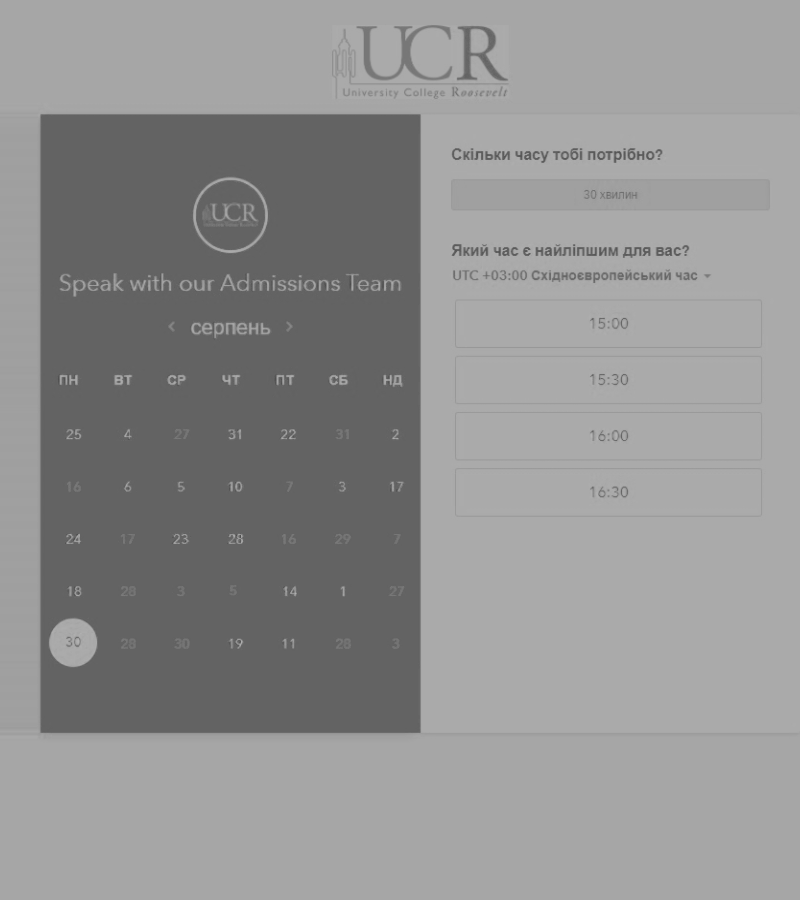 UCR
University College Roosevelt
UCR
Speak with our Admissions Team
серпень
ПН ВТ СР ЧТ ПТ СБ НД
25 4 27 31 22 31 2
16 6 5 10 7 3 17
24 17 23 28 16 29 7
18 28 3 5 14 1 27
30 28 30 19 11 28 3
Скільки часу тобі потрібно?
30 хвилин
Який час є найліпшим для вас?
UTC +03:00 Східноєвропейський час
15:00
15:30
16:00
16:30